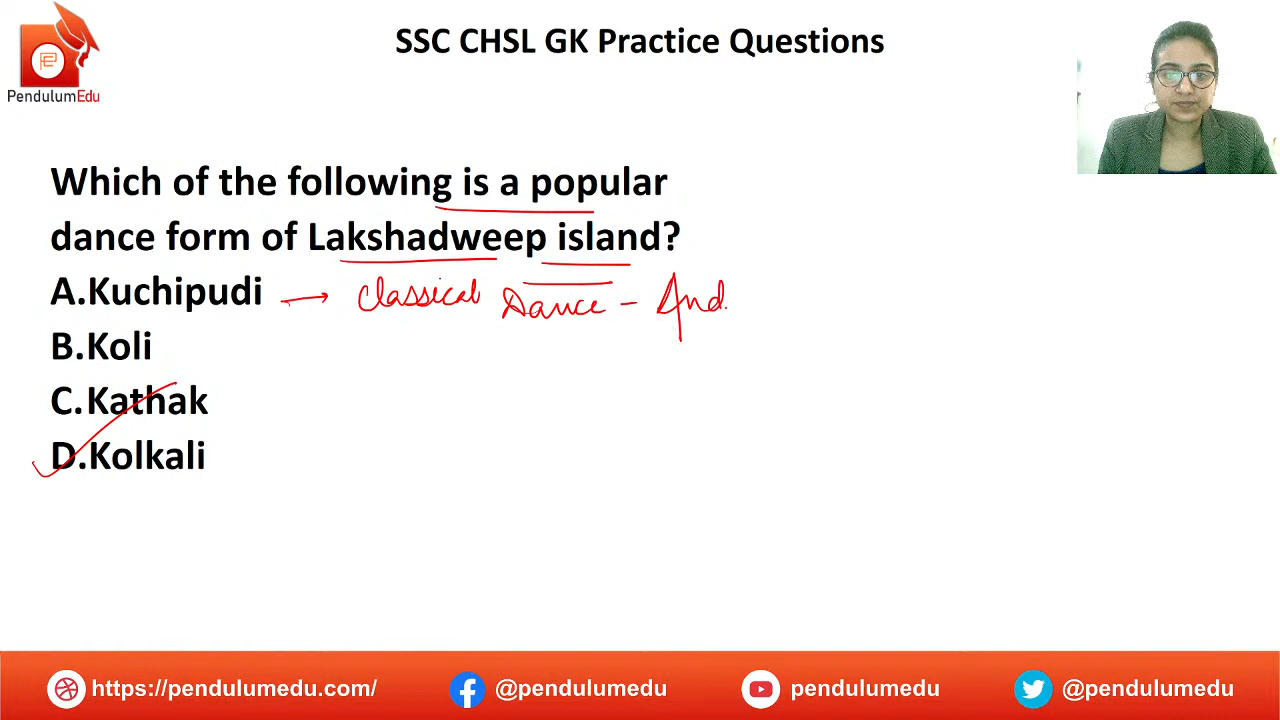 SSC CHSL GK Practice Questions
PendulumEdu
Which of the following is a popular
dance form of Lakshadweep island?
A.Kuchipudi → Classical Dance - And.
B.Koli
C.Kathak
D.Kolkali
https://pendulumedu.com/ @pendulumedu pendulumedu @pendulumedu